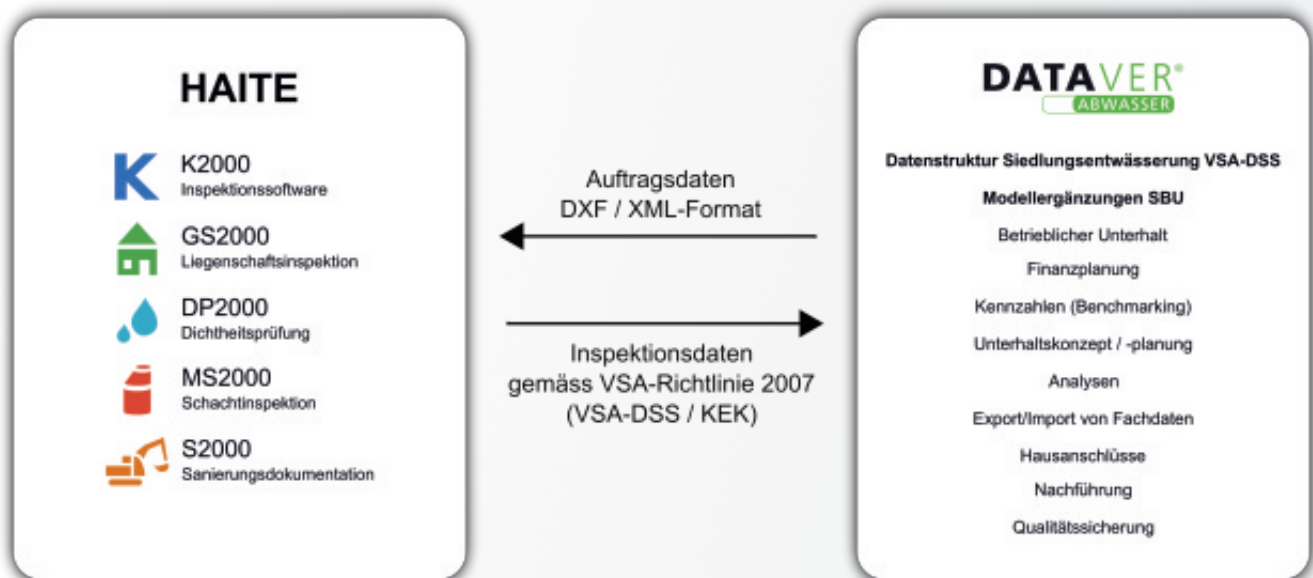 HAITE
K2000
Inspektionssoftware
GS2000
Liegenschaftsinspektion
DP2000
Dichtheitsprüfung
MS2000
Schachtinspektion
S2000
Sanierungsdokumentation
Auftragsdaten
DXF / XML-Format
Inspektionsdaten
gemäss VSA-Richtlinie 2007
(VSA-DSS / KEK)
DATAVER®
ABWASSER
Datenstruktur Siedlungsentwässerung VSA-DSS
Modellergänzungen SBU
Betrieblicher Unterhalt
Finanzplanung
Kennzahlen (Benchmarking)
Unterhaltskonzept / -planung
Analysen
Export/Import von Fachdaten
Hausanschlüsse
Nachführung
Qualitätssicherung